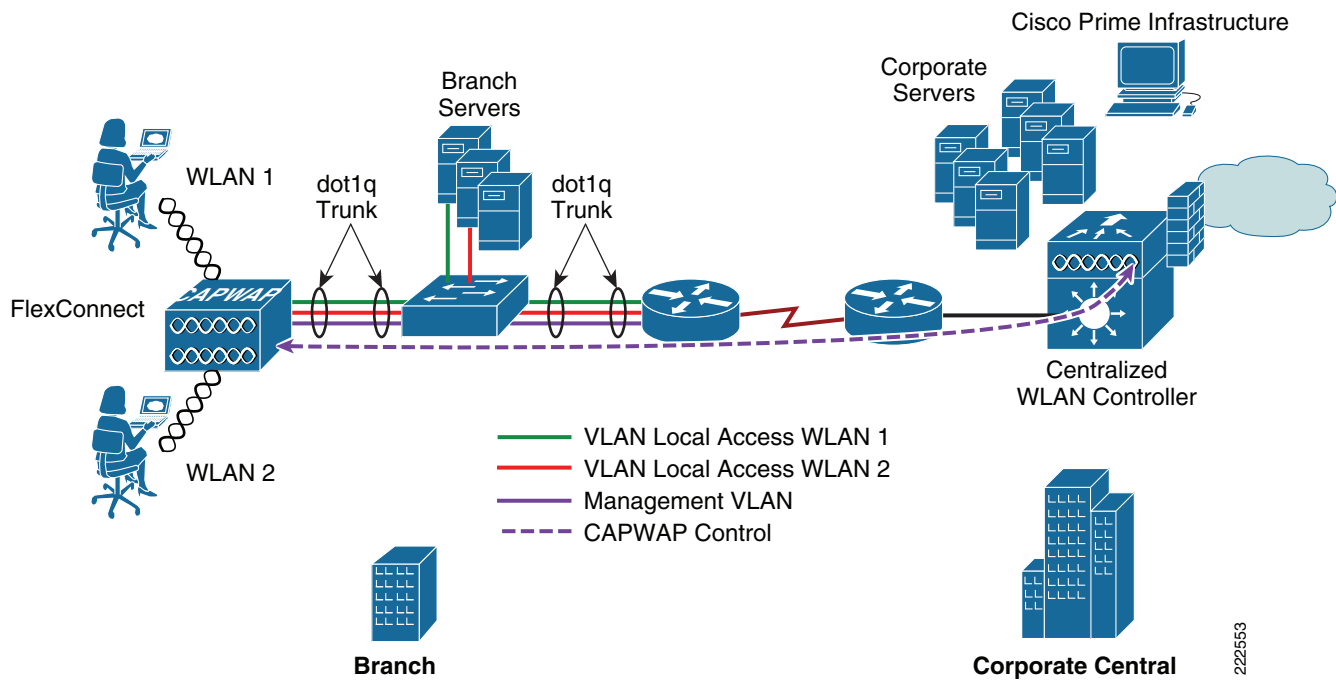 Cisco Prime Infrastructure
Corporate
Servers
Branch
Servers
WLAN 1
dot1q
Trunk
dot1q
Trunk
CAPWAP
FlexConnect
Centralized
WLAN Controller
WLAN 2
VLAN Local Access WLAN 1
VLAN Local Access WLAN 2
Management VLAN
CAPWAP Control
Branch
Corporate Central
222553